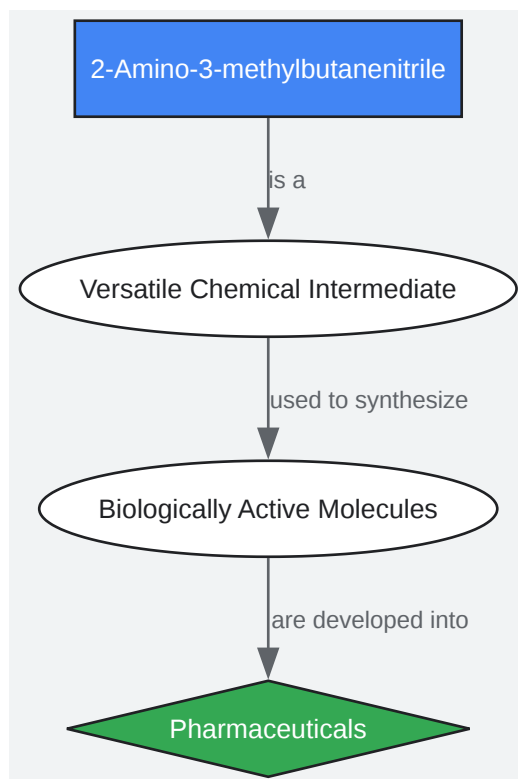 2-Amino-3-methylbutanenitrile
is a
Versatile Chemical Intermediate
used to synthesize
Biologically Active Molecules
are developed into
Pharmaceuticals